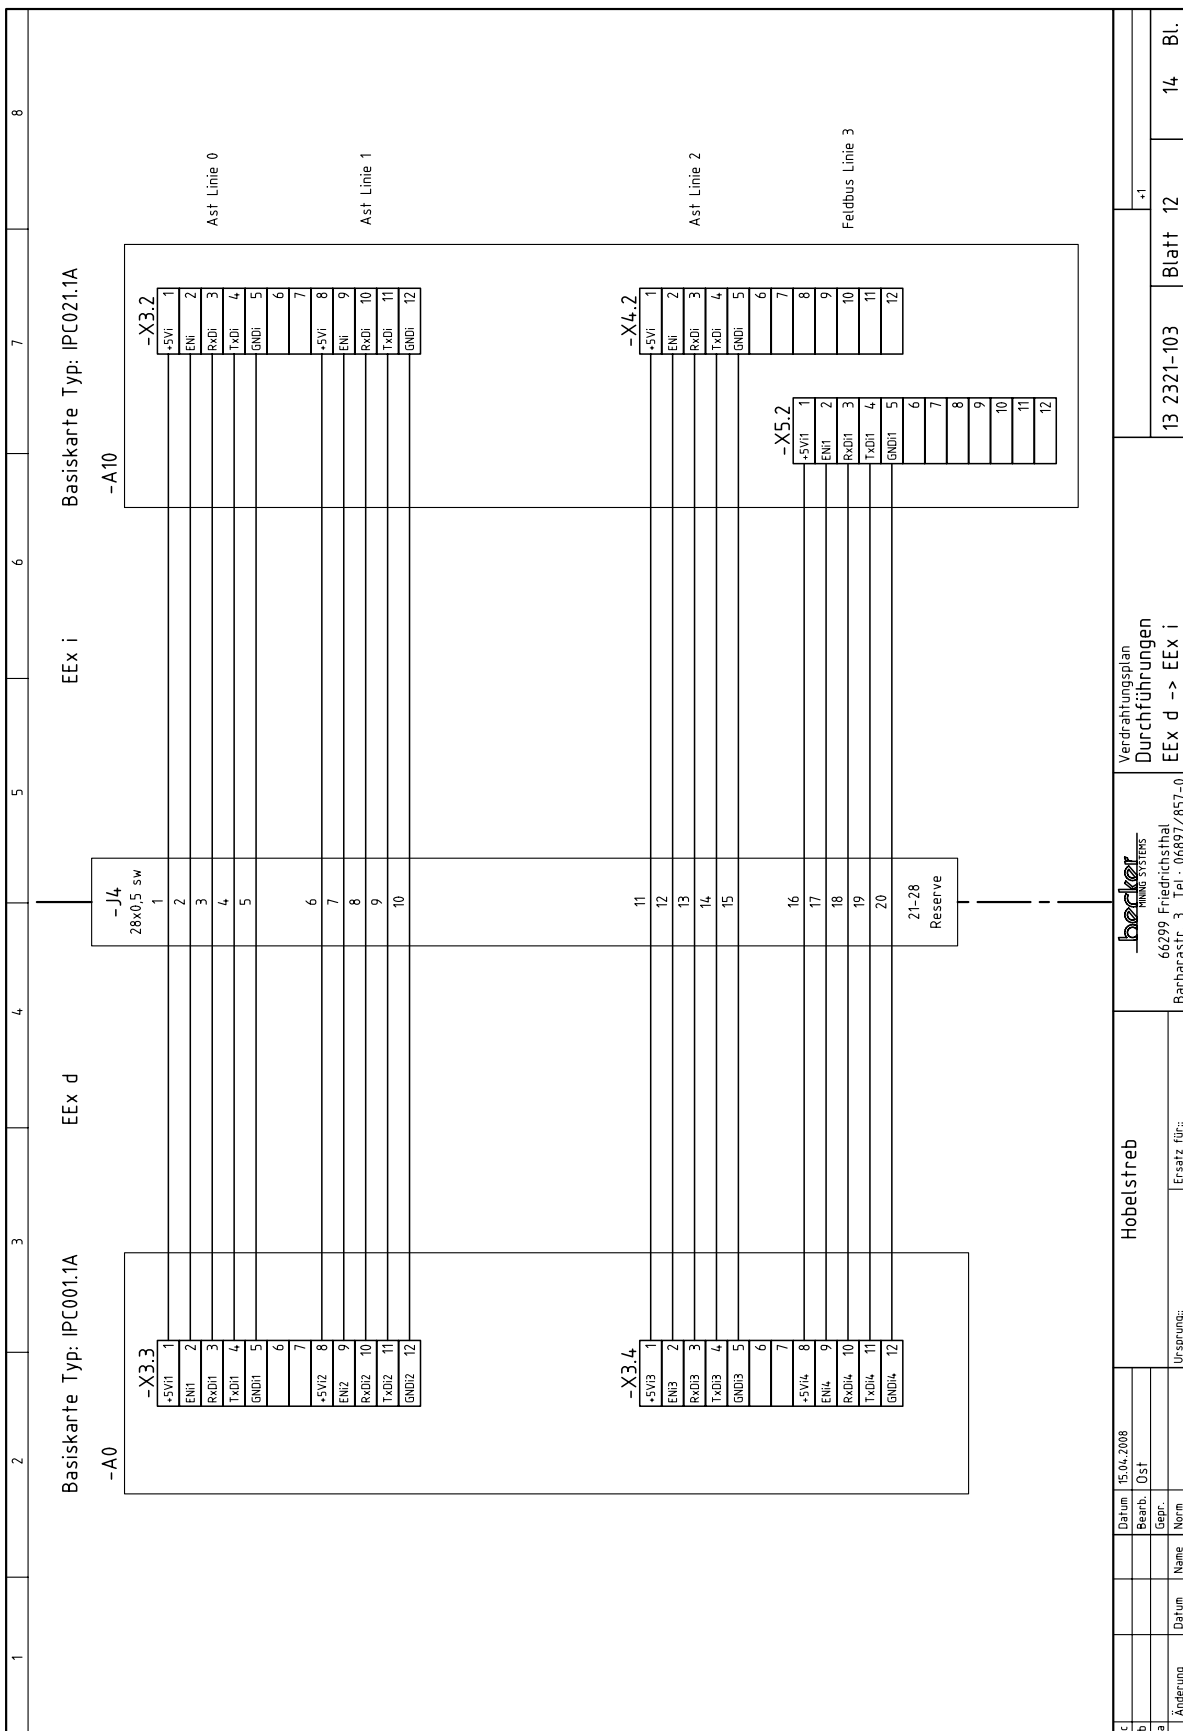 1 2 3 4 5 6 7 8
Basiskarte Typ: IPC001.1A
EEx d
EEx i
Basiskarte Typ: IPC021.1A
-A0
-X3.3
+5Vi1 1
ENi1 2
RxDi1 3
TxDi1 4
GNDi1 5
6
7
+5Vi2 8
ENi2 9
RxDi2 10
TxDi2 11
GNDi2 12
-X3.4
+5Vi3 1
ENi3 2
RxDi3 3
TxDi3 4
GNDi3 5
6
7
+5Vi4 8
ENi4 9
RxDi4 10
TxDi4 11
GNDi4 12
-J4
28x0,5 sw
1
2
3
4
5
6
7
8
9
10
11
12
13
14
15
16
17
18
19
20
21-28
Reserve
-A10
-X3.2
+5Vi 1
ENi 2
RxDi 3
TxDi 4
GNDi 5
6
7
+5Vi 8
ENi 9
RxDi 10
TxDi 11
GNDi 12
-X4.2
+5Vi 1
ENi 2
RxDi 3
TxDi 4
GNDi 5
6
7
8
9
10
11
12
-X5.2
+5Vi1 1
ENi1 2
RxDi1 3
TxDi1 4
GNDi1 5
6
7
8
9
10
11
12
Ast Linie 0
Ast Linie 1
Ast Linie 2
Feldbus Linie 3
c
b
a
Änderung Datum Name Norm
Datum 15.04.2008
Bearb. Ost
Gepr.
Hobelstreb
Ursprung:: Ersatz für::
becker
MINING SYSTEMS
66299 Friedrichsthal
Barbarastr. 3 Tel.: 06897/857-0
Verdrahtungsplan
Durchführungen
EEx d -> EEx i
+1
13 2321-103 Blatt 12 14 Bl.